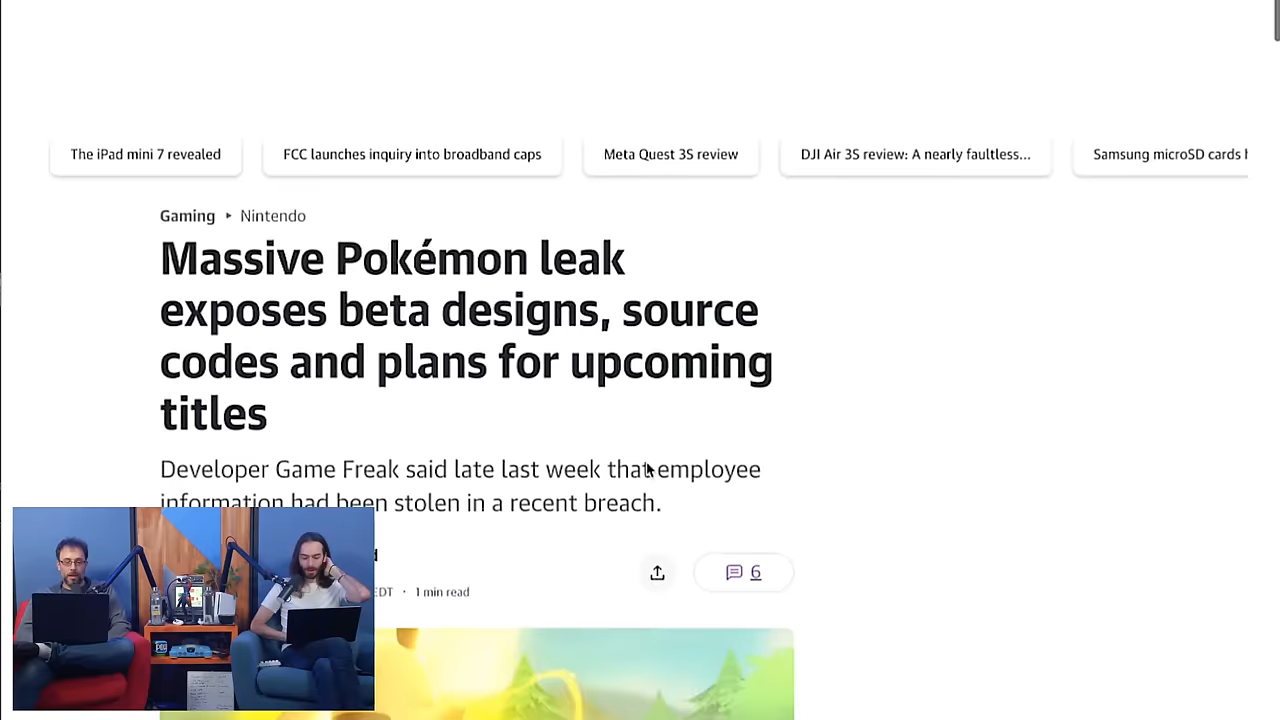 The iPad mini 7 revealed
FCC launches inquiry into broadband caps
Meta Quest 3S review
DJI Air 3S review: A nearly faultless...
Samsung microSD cards
Gaming ▸ Nintendo
Massive Pokémon leak
exposes beta designs, source
codes and plans for upcoming
titles
Developer Game Freak said late last week that employee
information had been stolen in a recent breach.
EDT · 1 min read
6